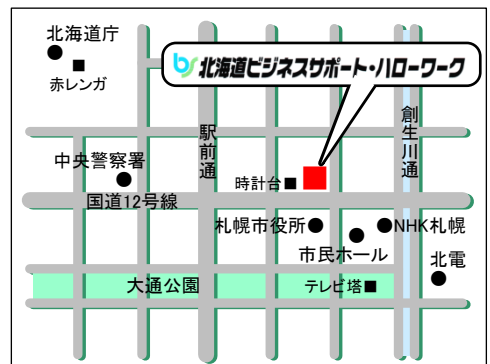 北海道庁
赤レンガ
bs 北海道ビジネスサポート・ハローワーク
駅前通
創生川通
中央警察署
時計台
国道12号線
札幌市役所
NHK札幌
市民ホール
北電
大通公園
テレビ塔